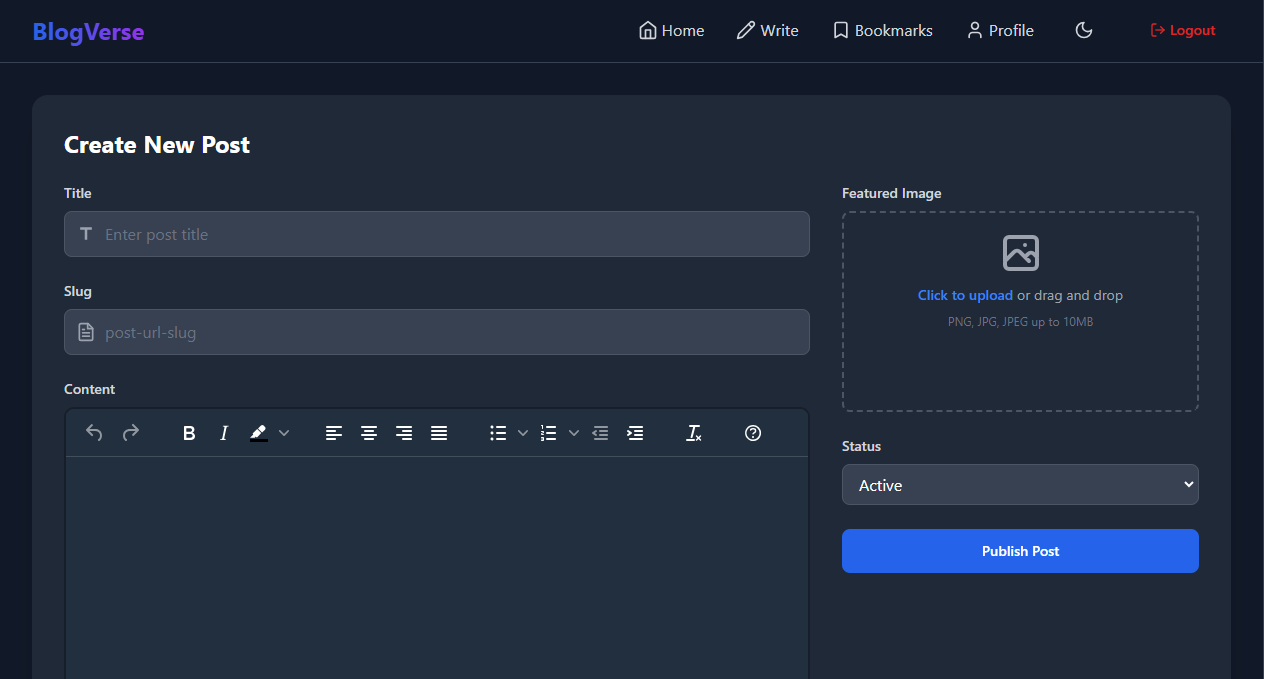 BlogVerse
Home Write Bookmarks Profile Logout
Create New Post
Title
Enter post title
Slug
post-url-slug
Content
Featured Image
Click to upload or drag and drop
PNG, JPG, JPEG up to 10MB
Status
Active
Publish Post